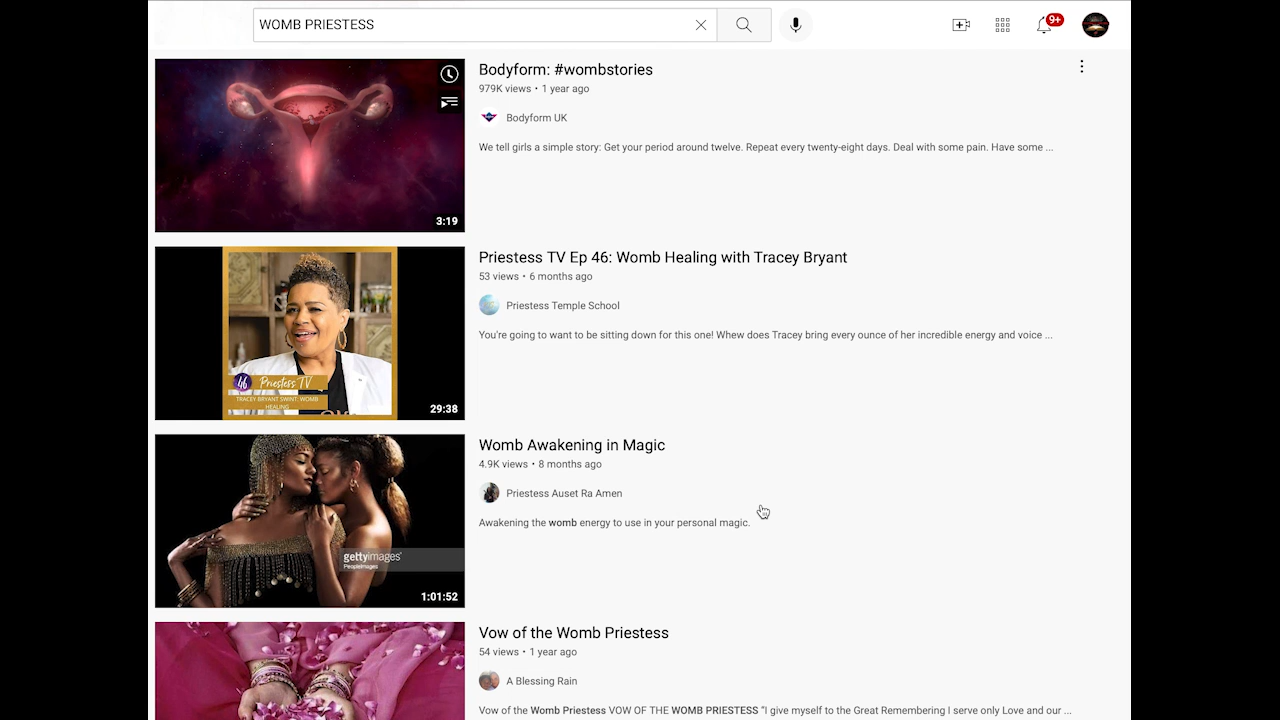 WOMB PRIESTESS
9+
Bodyform: #wombstories
979K views • 1 year ago
Bodyform UK
We tell girls a simple story: Get your period around twelve. Repeat every twenty-eight days. Deal with some pain. Have some ...
3:19
Priestess TV Ep 46: Womb Healing with Tracey Bryant
53 views • 6 months ago
Priestess Temple School
You're going to want to be sitting down for this one! Whew does Tracey bring every ounce of her incredible energy and voice ...
46 Priestess TV
TRACEY BRYANT SWINT: WOMB
HEALING
29:38
Womb Awakening in Magic
4.9K views • 8 months ago
Priestess Auset Ra Amen
Awakening the womb energy to use in your personal magic.
gettyimages®
PeopleImages
1:01:52
Vow of the Womb Priestess
54 views • 1 year ago
A Blessing Rain
Vow of the Womb Priestess VOW OF THE WOMB PRIESTESS "I give myself to the Great Remembering I serve only Love and our ...